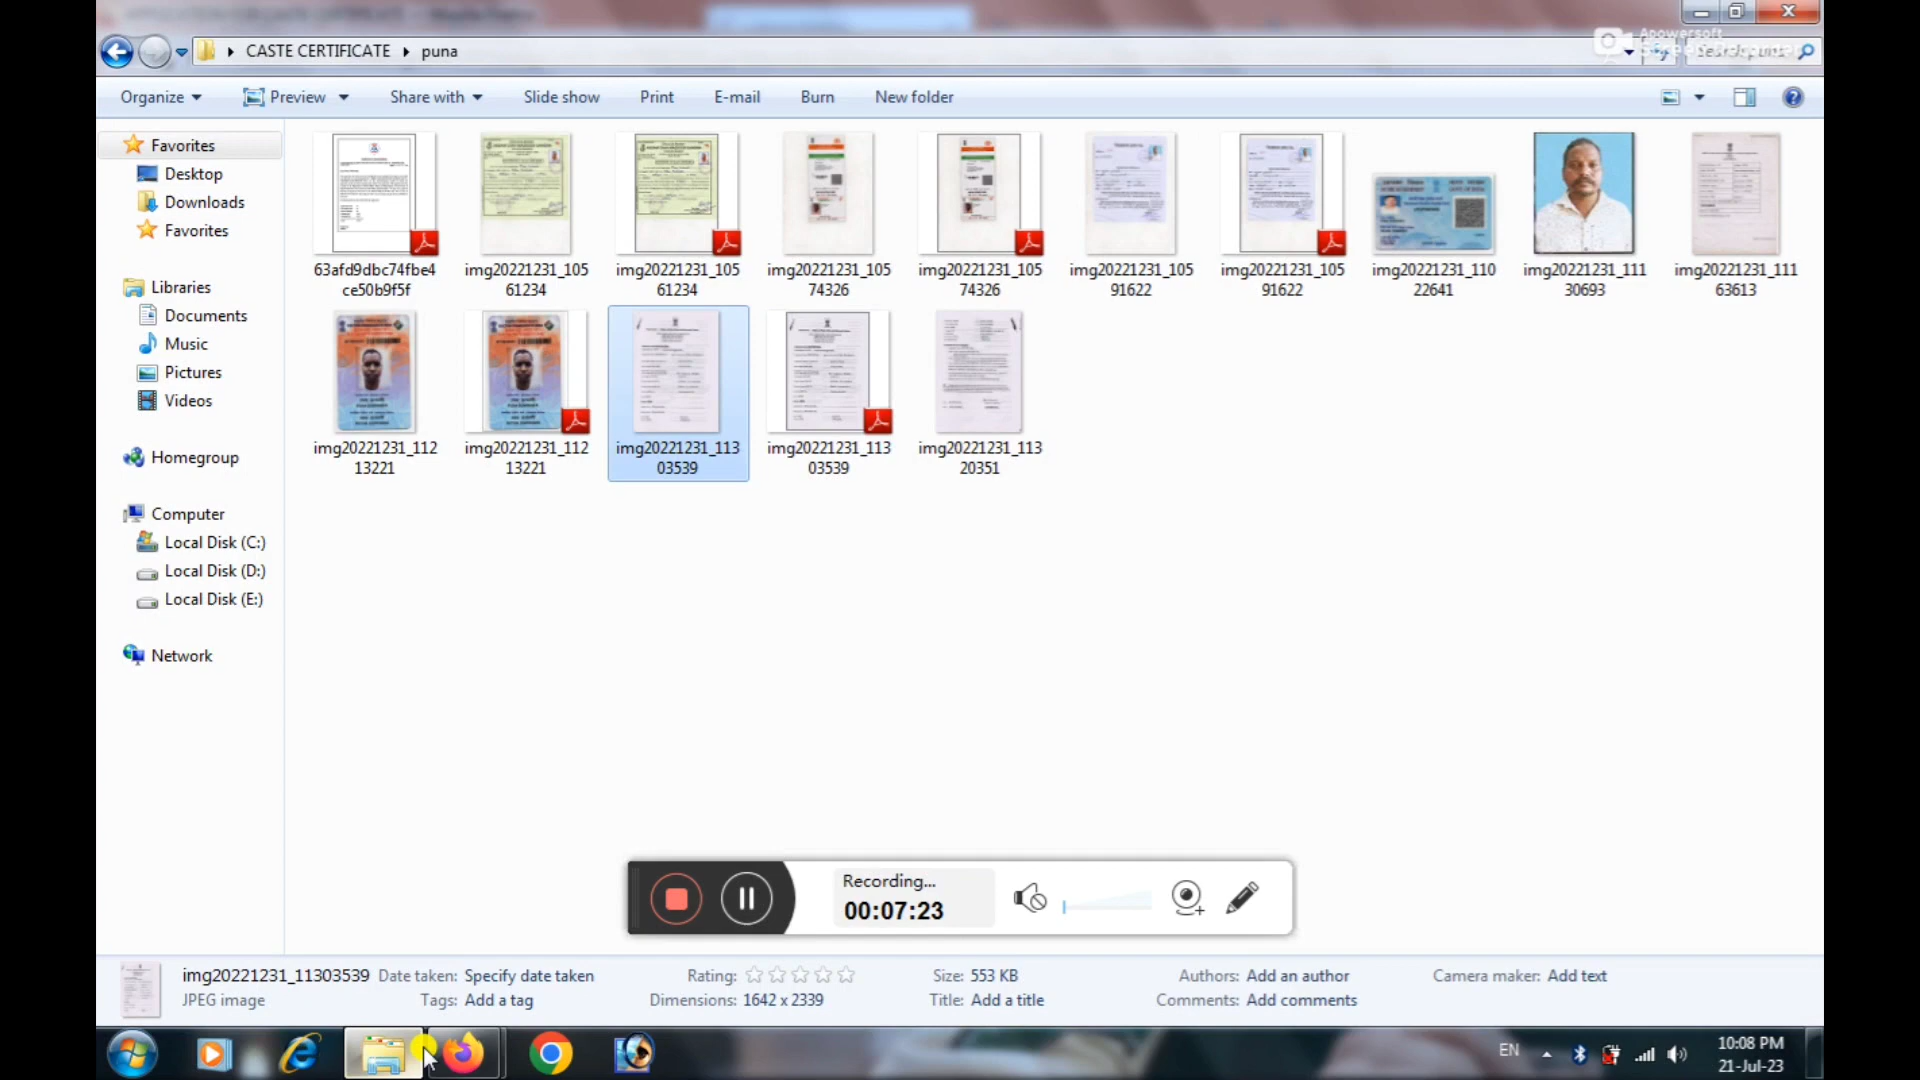 Apowersoft
CASTE CERTIFICATE
puna
Organize
Preview
Share with
Slide show
Print
E-mail
Burn
New folder
Favorites
Desktop
Downloads
Favorites
Libraries
Documents
Music
Pictures
Videos
Homegroup
Computer
Local Disk (C:)
Local Disk (D:)
Local Disk (E:)
Network
63afd9dbc74fbe4
ce50b9f5f
img20221231_105
61234
img20221231_105
61234
img20221231_105
74326
img20221231_105
74326
img20221231_105
91622
img20221231_105
91622
img20221231_110
22641
img20221231_111
30693
img20221231_111
63613
img20221231_112
13221
img20221231_112
13221
img20221231_113
03539
img20221231_113
03539
img20221231_113
20351
Recording...
00:07:23
img20221231_11303539 Date taken: Specify date taken Rating: Size: 553 KB Authors: Add an author Camera maker: Add text
JPEG image Tags: Add a tag Dimensions: 1642 x 2339 Title: Add a title Comments: Add comments
EN
10:08 PM
21-Jul-23